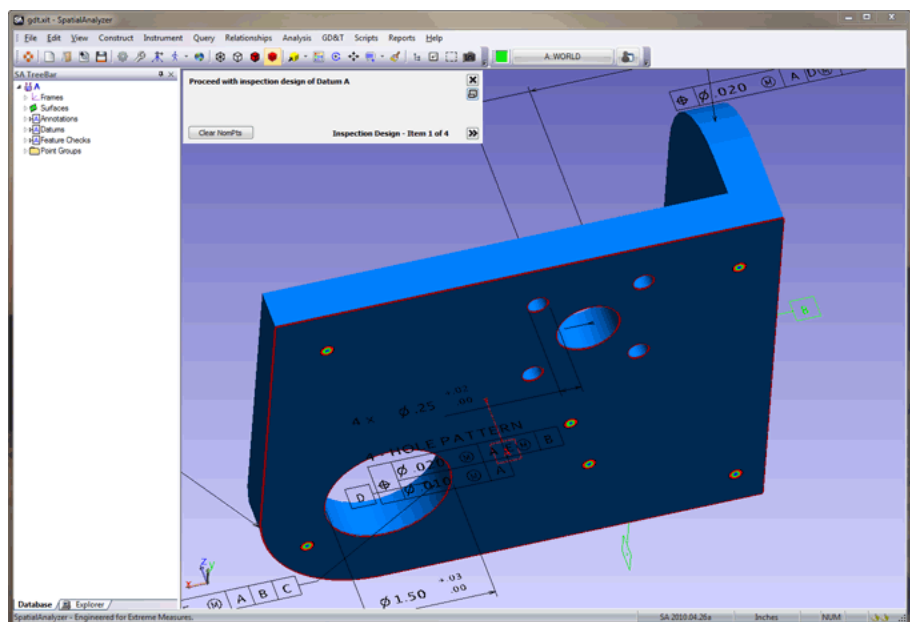 gdt.xit - SpatialAnalyzer
File Edit View Construct Instrument Query Relationships Analysis GD&T Scripts Reports Help
A::WORLD
SA TreeBar
A
Frames
Surfaces
Annotations
Datums
Feature Checks
Point Groups
Proceed with inspection design of Datum A
Clear NomPts
Inspection Design - Item 1 of 4
Ø.020 Ⓜ A D Ⓜ
4 x Ø.25 +.02 .00
4 - HOLE PATTERN
Ø.020 Ⓜ A C Ⓜ B
Ø.010 Ⓜ A
D
A
Ⓜ A B C
Ø1.50 +.03 .00
Z
Y
X
Database Explorer
SpatialAnalyzer - Engineered for Extreme Measures.
SA 2010.04.26a Inches NUM